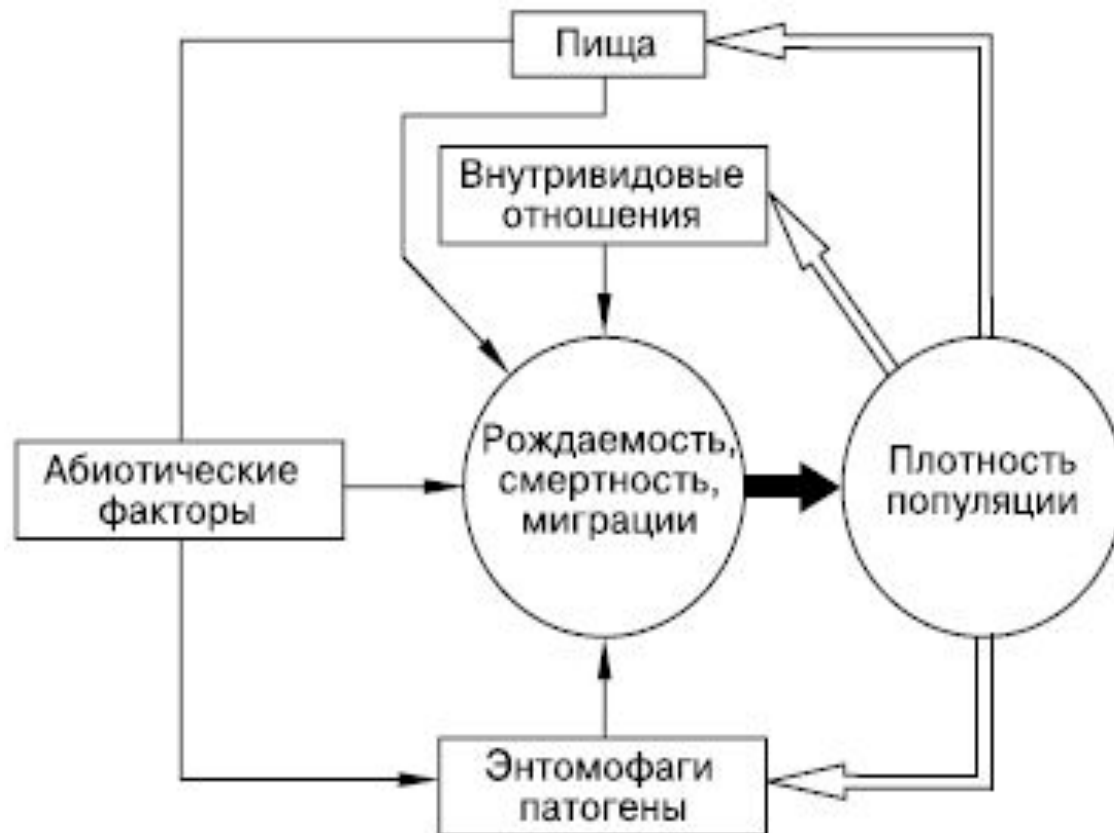 Пища
Внутривидовые
отношения
Рождаемость,
смертность,
миграции
Плотность
популяции
Абиотические
факторы
Энтомофаги
патогены